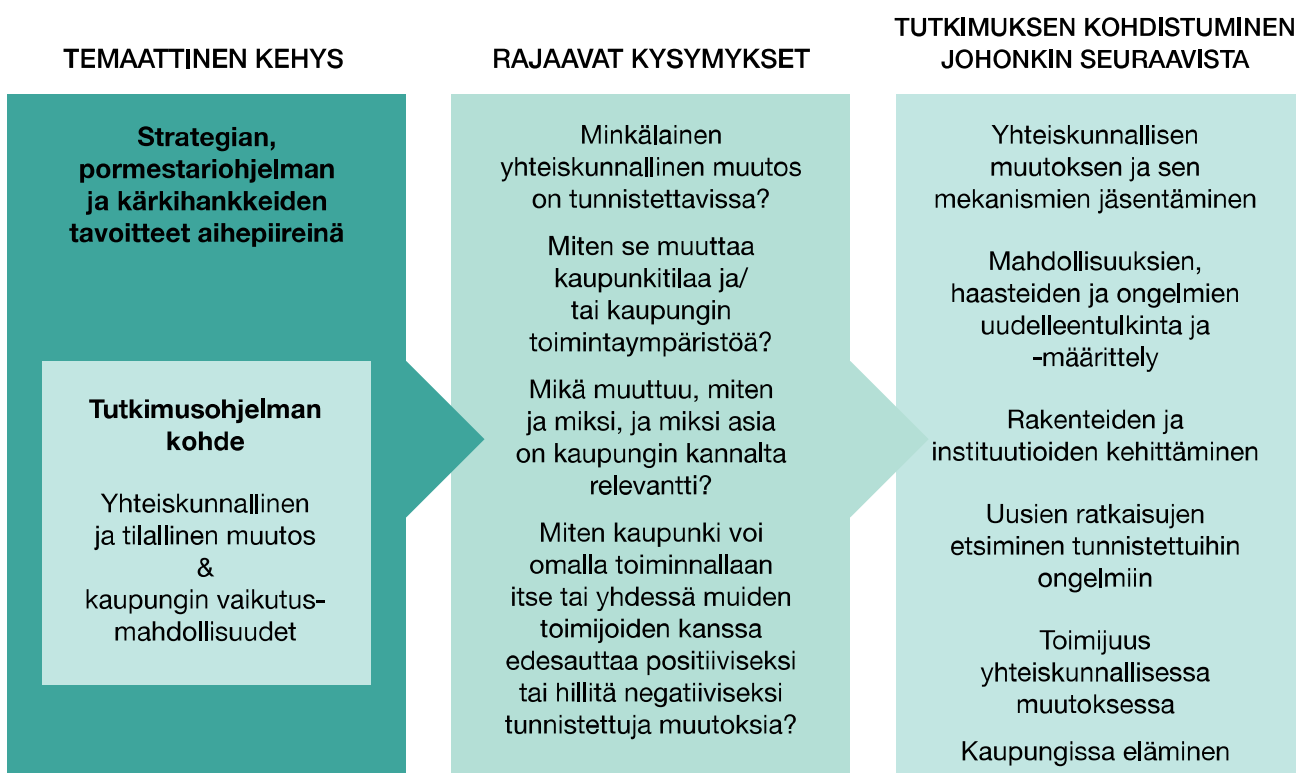 TEMAATTINEN KEHYS
Strategian,
pormestariohjelman
ja kärkihankkeiden
tavoitteet aihepiireinä
Tutkimusohjelman
kohde
Yhteiskunnallinen
ja tilallinen muutos
&
kaupungin vaikutus-
mahdollisuudet
RAJAAVAT KYSYMYKSET
Minkälainen
yhteiskunnallinen muutos
on tunnistettavissa?
Miten se muuttaa
kaupunkitilaa ja/
tai kaupungin
toimintaympäristöä?
Mikä muuttuu, miten
ja miksi, ja miksi asia
on kaupungin kannalta
relevantti?
Miten kaupunki voi
omalla toiminnallaan
itse tai yhdessä muiden
toimijoiden kanssa
edesauttaa positiiviseksi
tai hillitä negatiiviseksi
tunnistettuja muutoksia?
TUTKIMUKSEN KOHDISTUMINEN
JOHONKIN SEURAAVISTA
Yhteiskunnallisen
muutoksen ja sen
mekanismien jäsentäminen
Mahdollisuuksien,
haasteiden ja ongelmien
uudelleentulkinta ja
-määrittely
Rakenteiden ja
instituutioiden kehittäminen
Uusien ratkaisujen
etsiminen tunnistettuihin
ongelmiin
Toimijuus
yhteiskunnallisessa
muutoksessa
Kaupungissa eläminen